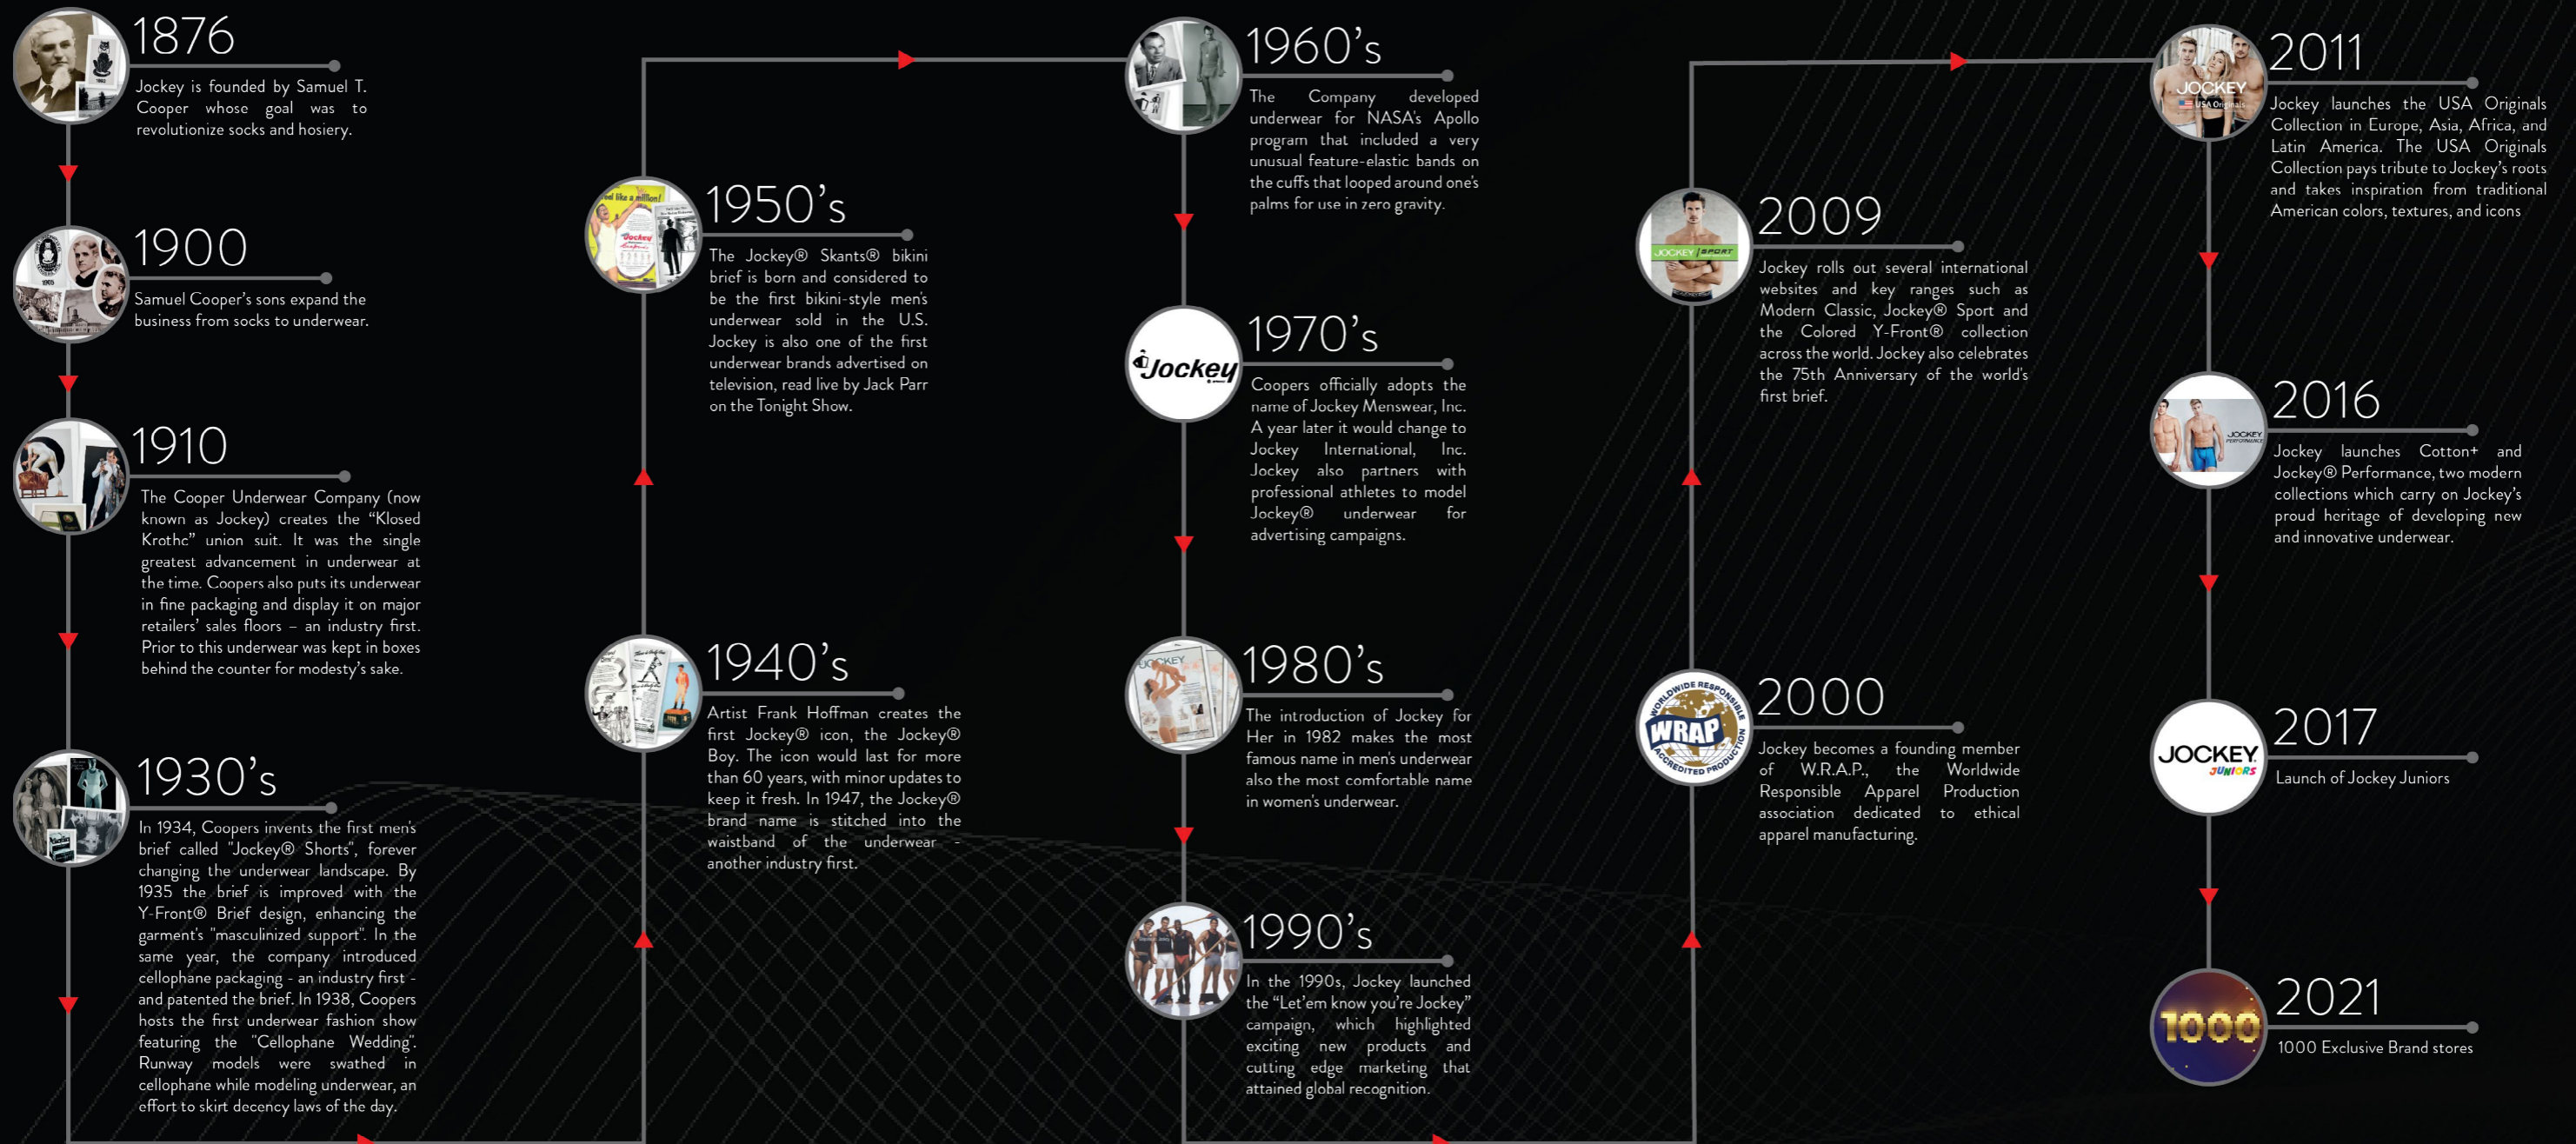 1876
Jockey is founded by Samuel T.
Cooper whose goal was to
revolutionize socks and hosiery.
1900
Samuel Cooper's sons expand the
business from socks to underwear.
1910
The Cooper Underwear Company (now
known as Jockey) creates the “Klosed
Krothc” union suit. It was the single
greatest advancement in underwear at
the time. Coopers also puts its underwear
in fine packaging and display it on major
retailers' sales floors – an industry first.
Prior to this underwear was kept in boxes
behind the counter for modesty's sake.
1930's
In 1934, Coopers invents the first men's
brief called "Jockey® Shorts", forever
changing the underwear landscape. By
1935 the brief is improved with the
Y-Front® Brief design, enhancing the
garment's "masculinized support". In the
same year, the company introduced
cellophane packaging - an industry first -
and patented the brief. In 1938, Coopers
hosts the first underwear fashion show
featuring the "Cellophane Wedding".
Runway models were swathed in
cellophane while modeling underwear, an
effort to skirt decency laws of the day.
1940's
Artist Frank Hoffman creates the
first Jockey® icon, the Jockey®
Boy. The icon would last for more
than 60 years, with minor updates to
keep it fresh. In 1947, the Jockey®
brand name is stitched into the
waistband of the underwear -
another industry first.
1950's
The Jockey® Skants® bikini
brief is born and considered to
be the first bikini-style men's
underwear sold in the U.S.
Jockey is also one of the first
underwear brands advertised on
television, read live by Jack Parr
on the Tonight Show.
feel like a million!
Jockey
1960's
The Company developed
underwear for NASA's Apollo
program that included a very
unusual feature-elastic bands on
the cuffs that looped around one's
palms for use in zero gravity.
1970's
Jockey
Coopers officially adopts the
name of Jockey Menswear, Inc.
A year later it would change to
Jockey International, Inc.
Jockey also partners with
professional athletes to model
Jockey® underwear for
advertising campaigns.
1980's
JOCKEY
The introduction of Jockey for
Her in 1982 makes the most
famous name in men's underwear
also the most comfortable name
in women's underwear.
1990's
In the 1990s, Jockey launched
the “Let'em know you're Jockey”
campaign, which highlighted
exciting new products and
cutting edge marketing that
attained global recognition.
2000
WORLDWIDE RESPONSIBLE
WRAP
ACCREDITED PRODUCTION
Jockey becomes a founding member
of W.R.A.P., the Worldwide
Responsible Apparel Production
association dedicated to ethical
apparel manufacturing.
2009
JOCKEY SPORT
Jockey rolls out several international
websites and key ranges such as
Modern Classic, Jockey® Sport and
the Colored Y-Front® collection
across the world. Jockey also celebrates
the 75th Anniversary of the world's
first brief.
2011
JOCKEY
USA Originals
Jockey launches the USA Originals
Collection in Europe, Asia, Africa, and
Latin America. The USA Originals
Collection pays tribute to Jockey's roots
and takes inspiration from traditional
American colors, textures, and icons
2016
JOCKEY
PERFORMANCE
Jockey launches Cotton+ and
Jockey® Performance, two modern
collections which carry on Jockey's
proud heritage of developing new
and innovative underwear.
2017
JOCKEY
JUNIORS
Launch of Jockey Juniors
2021
1000
1000 Exclusive Brand stores